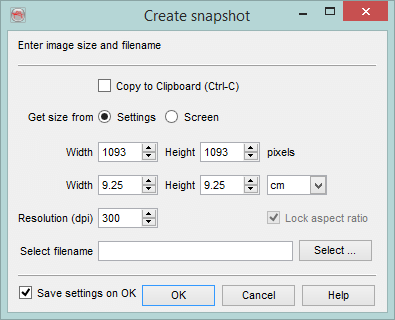 Create snapshot
Enter image size and filename
Copy to Clipboard (Ctrl-C)
Get size from Settings Screen
Width 1093 Height 1093 pixels
Width 9.25 Height 9.25 cm
Resolution (dpi) 300 Lock aspect ratio
Select filename Select ...
Save settings on OK OK Cancel Help